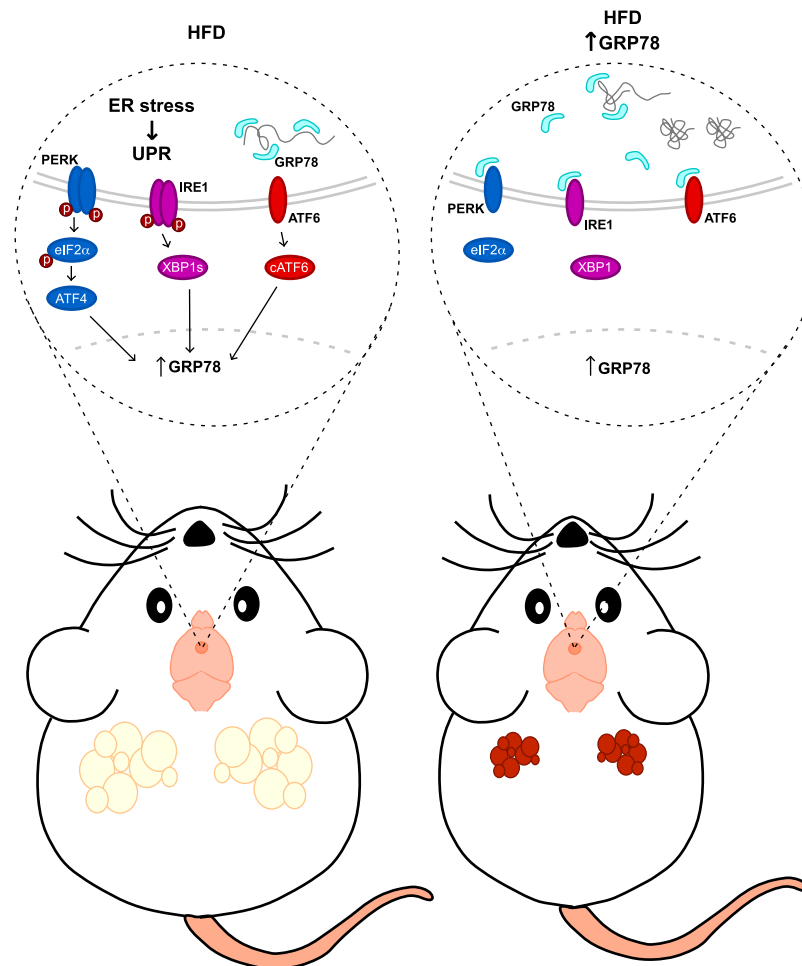 HFD
ER stress
UPR
GRP78
PERK
IRE1
ATF6
p
p
p
p
p
eIF2α
XBP1s
cATF6
ATF4
↑GRP78
HFD
↑GRP78
GRP78
PERK
IRE1
ATF6
eIF2α
XBP1
↑GRP78